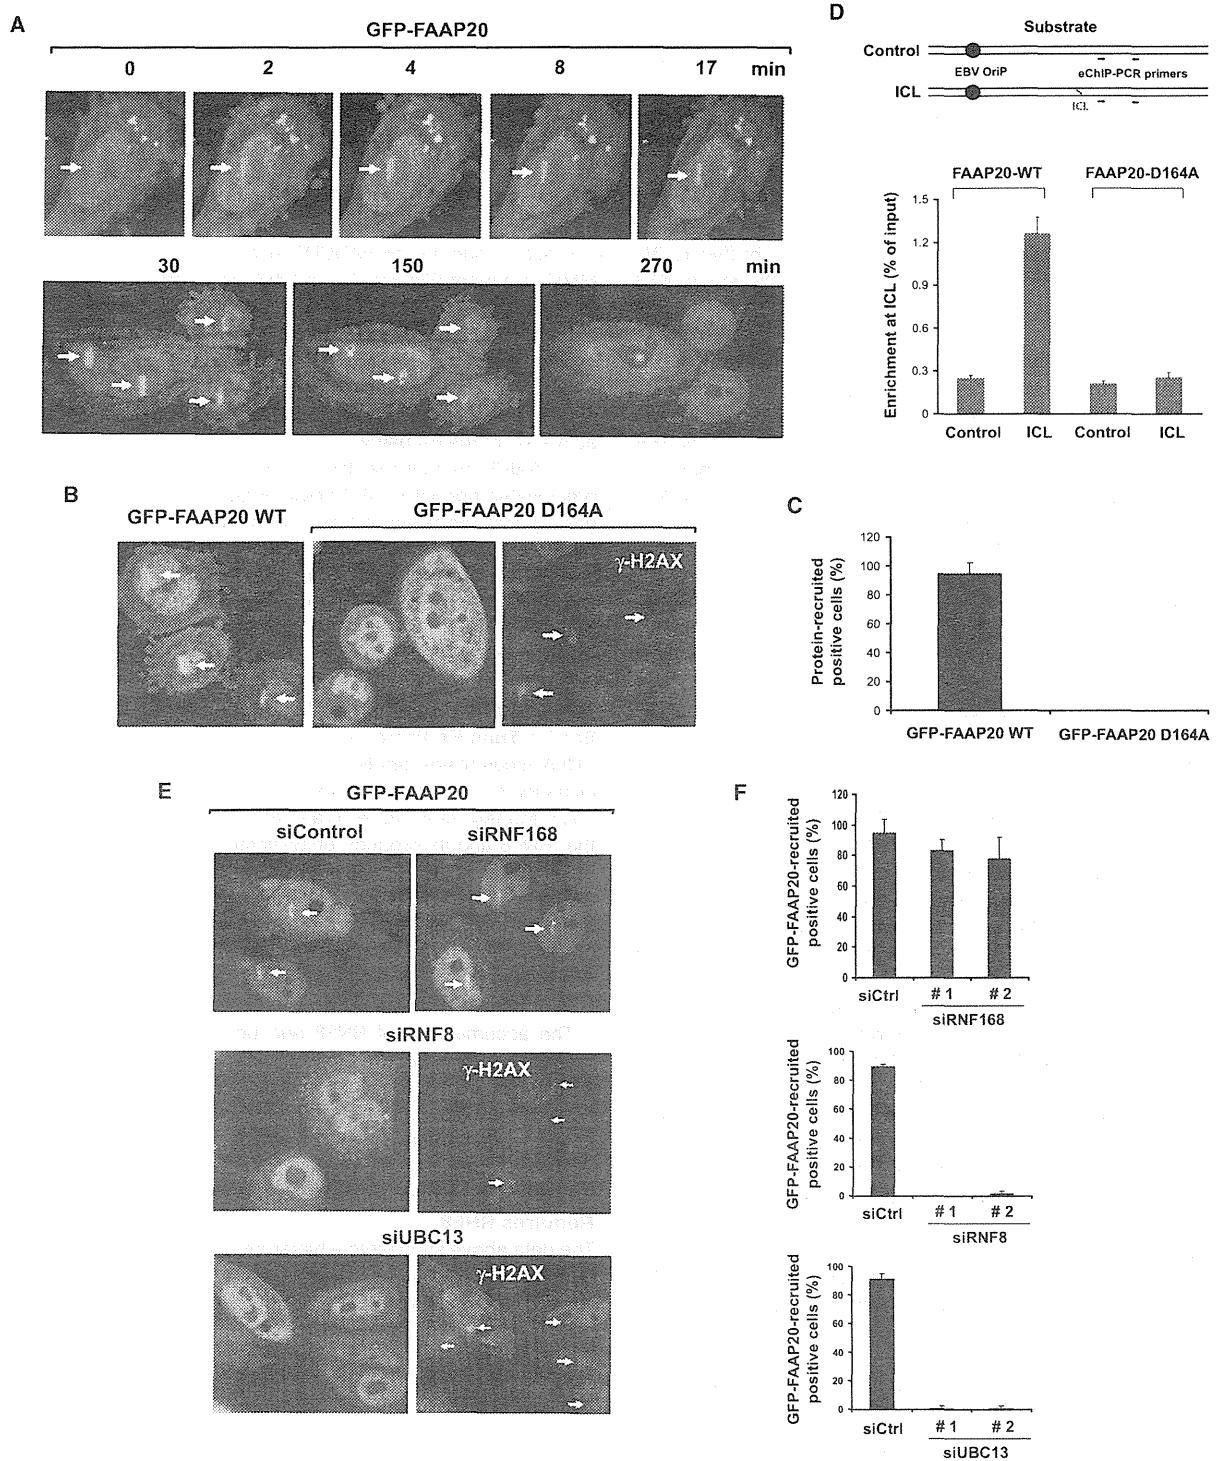 A
GFP-FAAP20
0 2 4 8 17 min
30 150 270 min
B
GFP-FAAP20 WT
GFP-FAAP20 D164A
γ-H2AX
C
Protein-recruited
positive cells (%)
120
100
80
60
40
20
0
GFP-FAAP20 WT GFP-FAAP20 D164A
D
Substrate
Control
EBV OriP eChIP-PCR primers
ICL
ICL
FAAP20-WT FAAP20-D164A
Enrichment at ICL (% of input)
1.5
1.2
0.9
0.6
0.3
0
Control ICL Control ICL
E
GFP-FAAP20
siControl siRNF168
siRNF8
γ-H2AX
siUBC13
γ-H2AX
F
GFP-FAAP20-recruited
positive cells (%)
120
100
80
60
40
20
0
siCtrl # 1 # 2
siRNF168
GFP-FAAP20-recruited
positive cells (%)
100
80
60
40
20
0
siCtrl # 1 # 2
siRNF8
GFP-FAAP20-recruited
positive cells (%)
100
80
60
40
20
0
siCtrl # 1 # 2
siUBC13